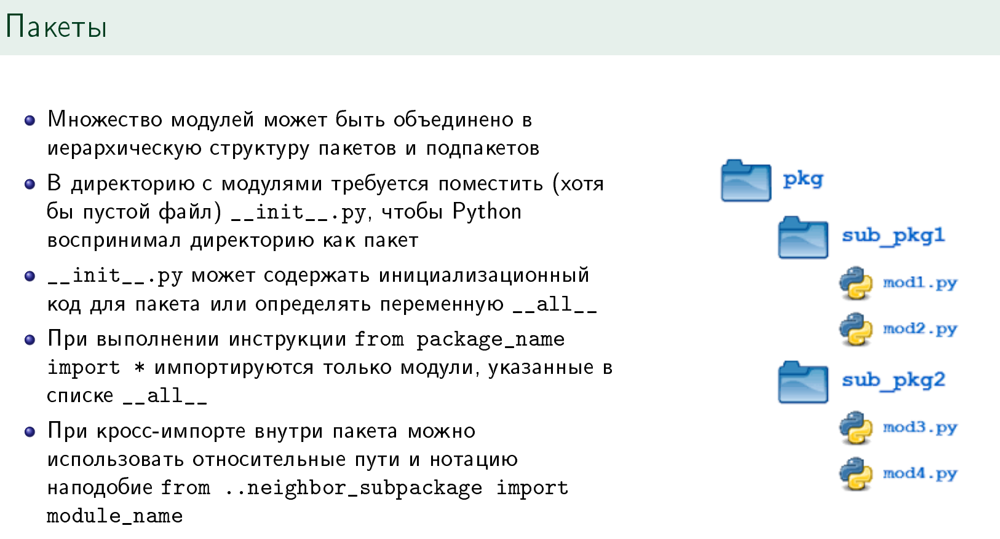 Пакеты
Множество модулей может быть объединено в
иерархическую структуру пакетов и подпакетов
В директорию с модулями требуется поместить (хотя
бы пустой файл) __init__.py, чтобы Python
воспринимал директорию как пакет
__init__.py может содержать инициализационный
код для пакета или определять переменную __all__
При выполнении инструкции from package_name
import * импортируются только модули, указанные в
списке __all__
При кросс-импорте внутри пакета можно
использовать относительные пути и нотацию
наподобие from ..neighbor_subpackage import
module_name
pkg
sub_pkg1
mod1.py
mod2.py
sub_pkg2
mod3.py
mod4.py